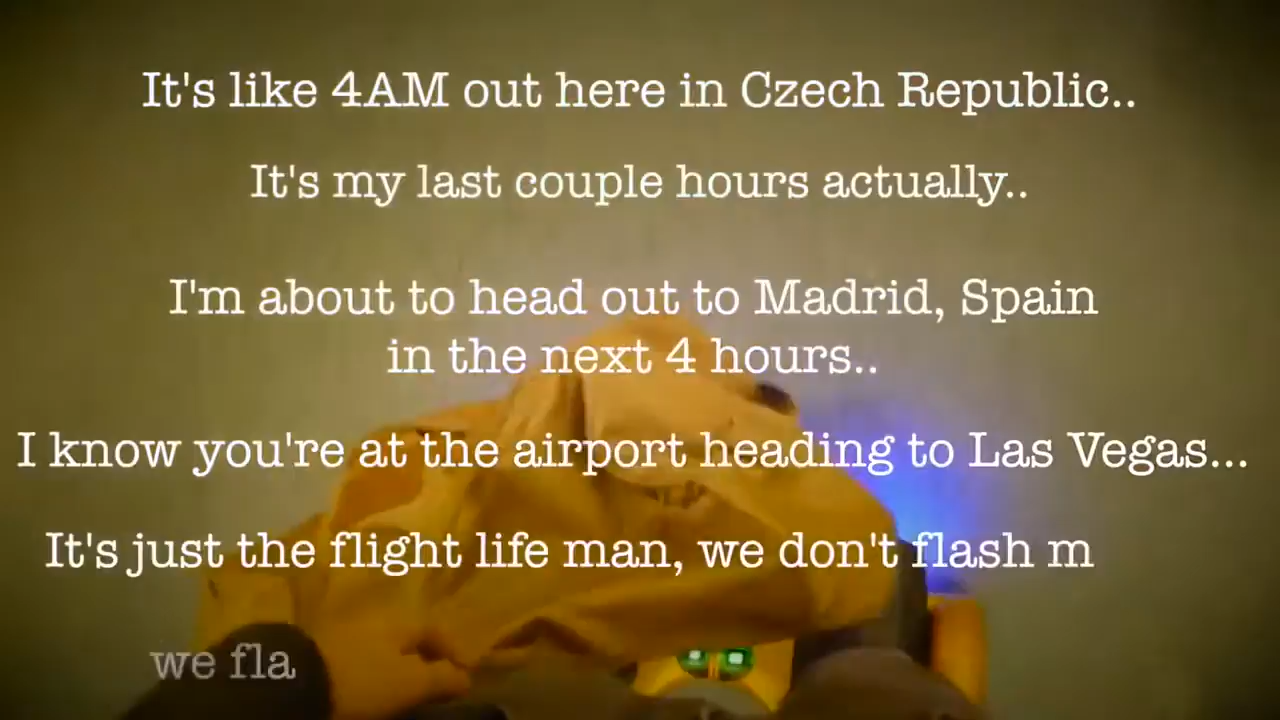 It's like 4AM out here in Czech Republic..
It's my last couple hours actually..
I'm about to head out to Madrid, Spain
in the next 4 hours..
I know you're at the airport heading to Las Vegas...
It's just the flight life man, we don't flash m
we fla